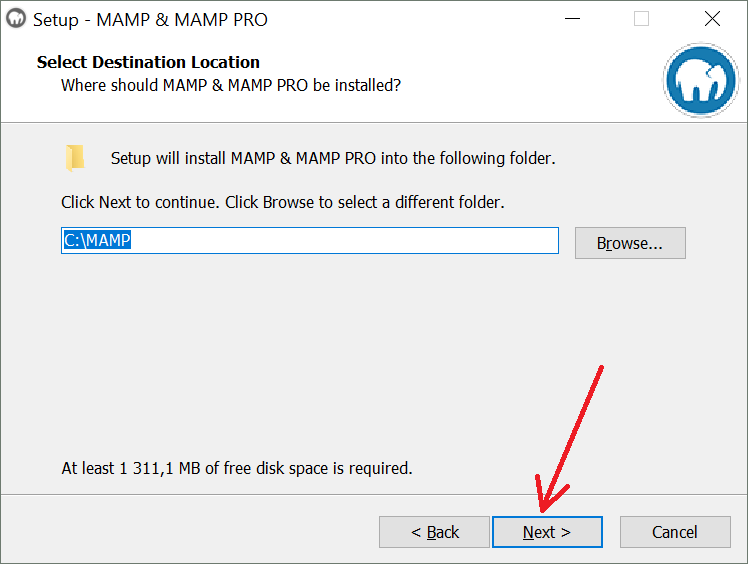 Setup - MAMP & MAMP PRO
Select Destination Location
Where should MAMP & MAMP PRO be installed?
Setup will install MAMP & MAMP PRO into the following folder.
Click Next to continue. Click Browse to select a different folder.
C:\MAMP
Browse...
At least 1 311,1 MB of free disk space is required.
< Back
Next >
Cancel